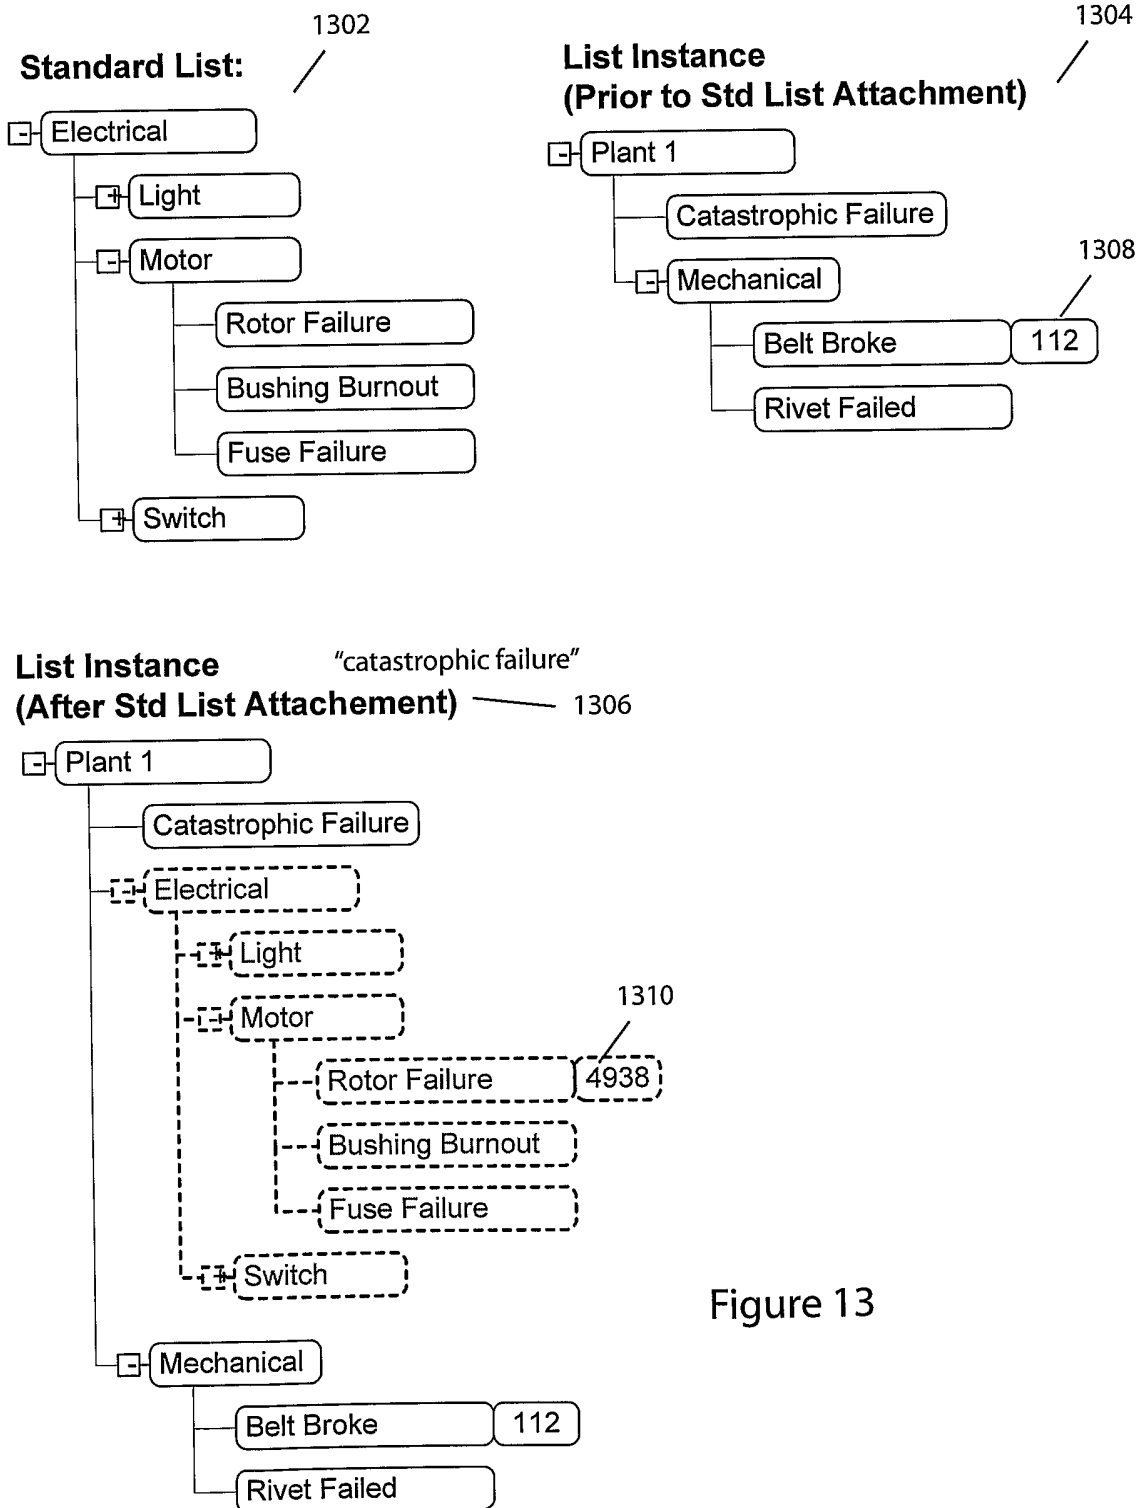 1302
Standard List:
Electrical
Light
Motor
Rotor Failure
Bushing Burnout
Fuse Failure
Switch
1304
List Instance
(Prior to Std List Attachment)
Plant 1
Catastrophic Failure
Mechanical
1308
Belt Broke 112
Rivet Failed
List Instance "catastrophic failure"
(After Std List Attachement) 1306
Plant 1
Catastrophic Failure
Electrical
Light
Motor
1310
Rotor Failure 4938
Bushing Burnout
Fuse Failure
Switch
Mechanical
Belt Broke 112
Rivet Failed
Figure 13